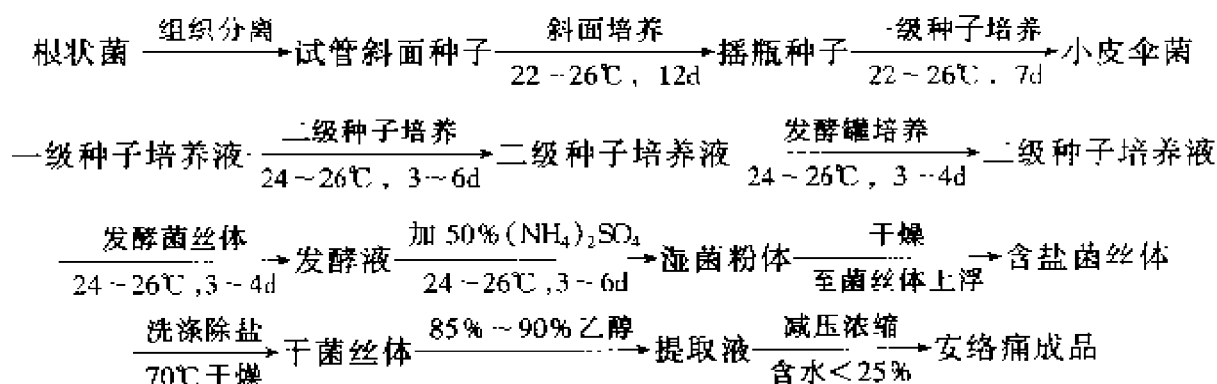 根状菌 组织分离 试管斜面种子 斜面培养 22~26℃, 12d 摇瓶种子 一级种子培养 22~26℃, 7d 小皮伞菌
一级种子培养液 二级种子培养 24~26℃, 3~6d 二级种子培养液 发酵罐培养 24~26℃, 3~4d 二级种子培养液
发酵菌丝体 24~26℃,3~4d 发酵液 加 50%(NH₄)₂SO₄ 24~26℃,3~6d 湿菌粉体 干燥 至菌丝体上浮 含盐菌丝体
洗涤除盐 70℃干燥 干菌丝体 85%~90%乙醇 提取液 减压浓缩 含水<25% 安络痛成品